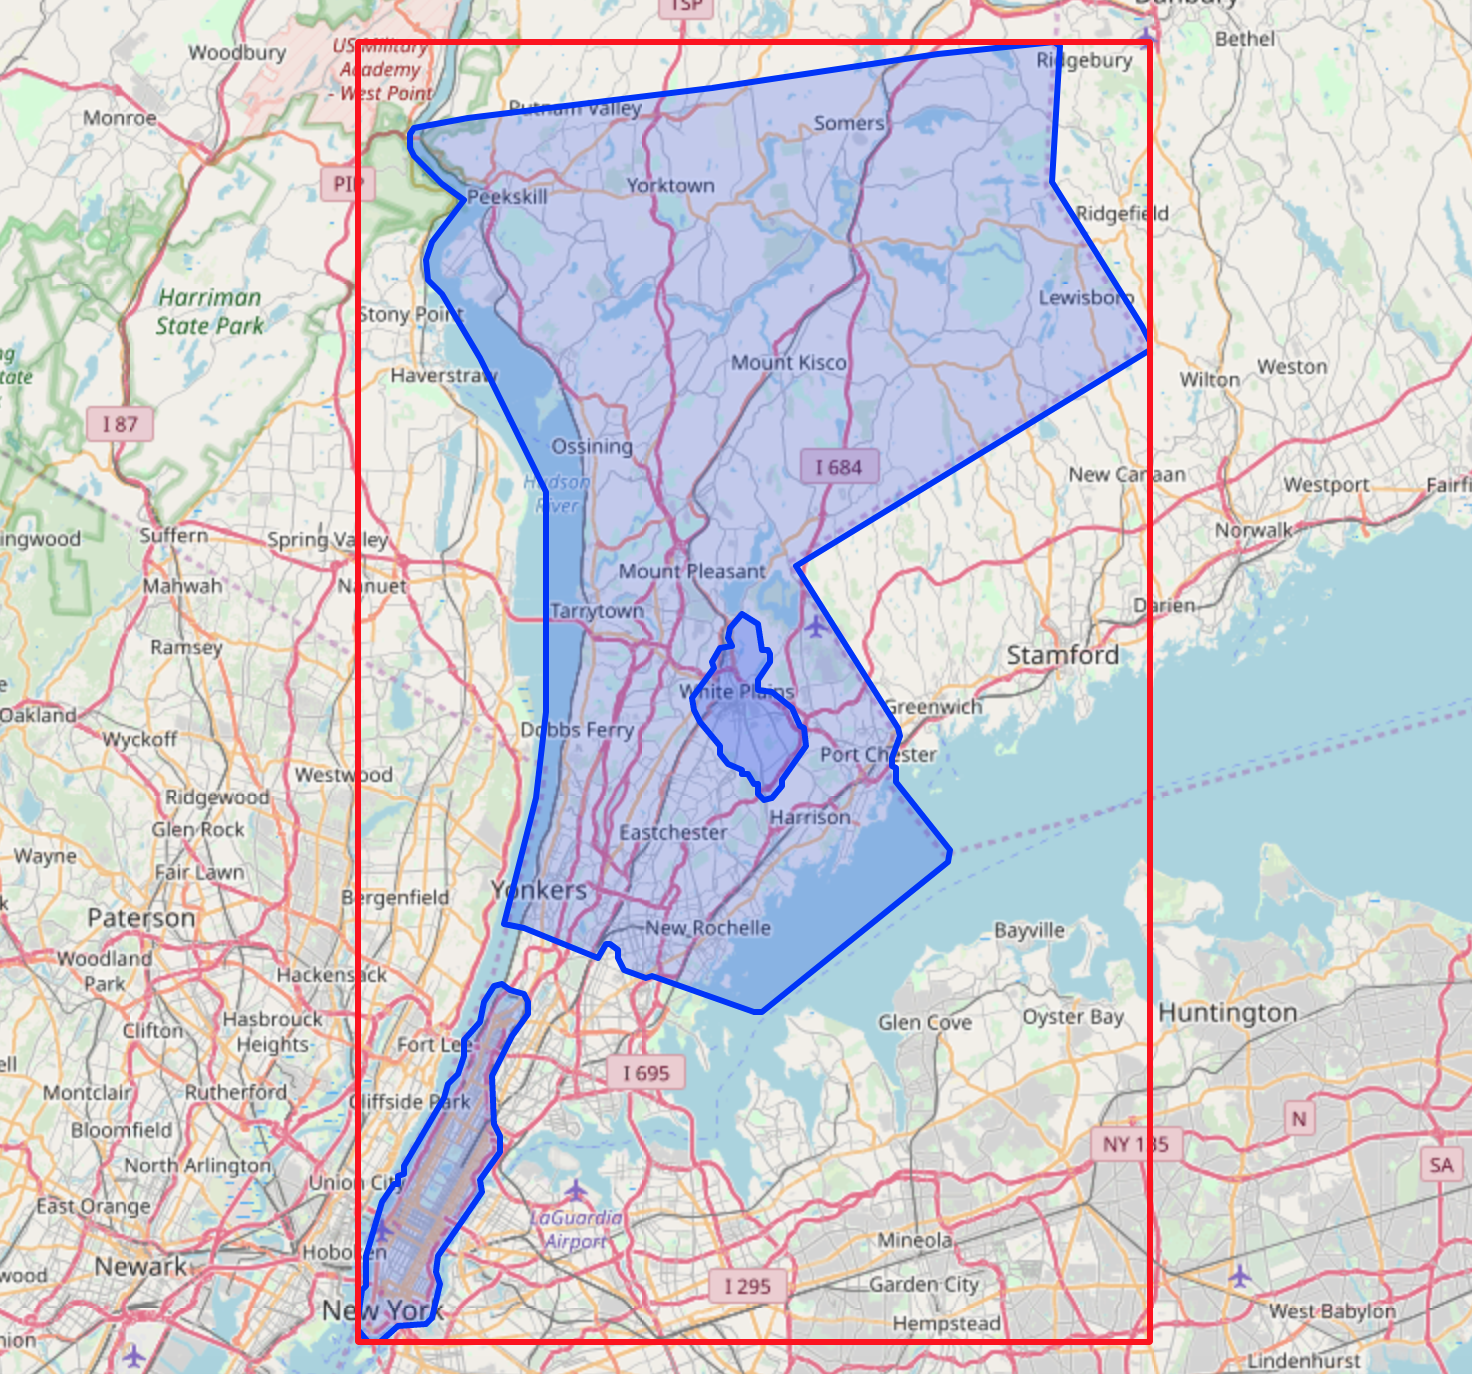 TSP
Danbury
Woodbury
US Military
Academy
- West Point
Bethel
Ridgebury
Monroe
Putnam Valley
Somers
PIP
Peekskill
Yorktown
Ridgefield
Harriman
State Park
Stony Point
Lewisboro
Mount Kisco
Haverstraw
Wilton
Weston
I 87
Ossining
I 684
New Canaan
Westport
Fairfi
Hudson
River
Suffern
Spring Valley
Norwalk
ingwood
Mahwah
Nanuet
Mount Pleasant
Tarrytown
Darien
Ramsey
Stamford
White Plains
Oakland
Greenwich
Wyckoff
Dobbs Ferry
Port Chester
Westwood
Ridgewood
Glen Rock
Harrison
Eastchester
Wayne
Fair Lawn
Yonkers
Bergenfield
Paterson
New Rochelle
Bayville
Woodland
Park
Hackensack
Glen Cove
Oyster Bay
Huntington
Clifton
Hasbrouck
Heights
Fort Lee
I 695
Montclair
Rutherford
Cliffside Park
Bloomfield
N
NY 135
North Arlington
SA
Union City
East Orange
LaGuardia
Airport
Mineola
Hoboken
Newark
I 295
Garden City
New York
West Babylon
Hempstead
Lindenhurst